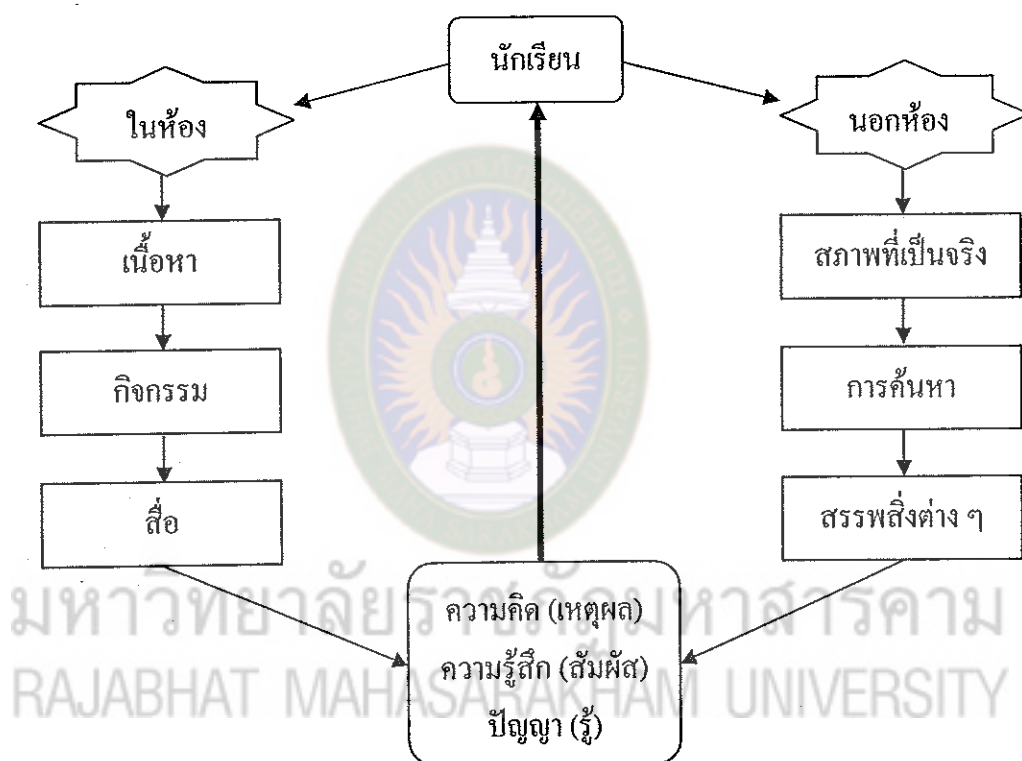 นักเรียน
ในห้อง
นอกห้อง
เนื้อหา
สภาพที่เป็นจริง
กิจกรรม
การค้นหา
สื่อ
สรรพสิ่งต่าง ๆ
ความคิด (เหตุผล)
ความรู้สึก (สัมผัส)
ปัญญา (รู้)
มหาวิทยาลัยราชภัฏมหาสารคาม
RAJABHAT MAHASARAKHAM UNIVERSITY